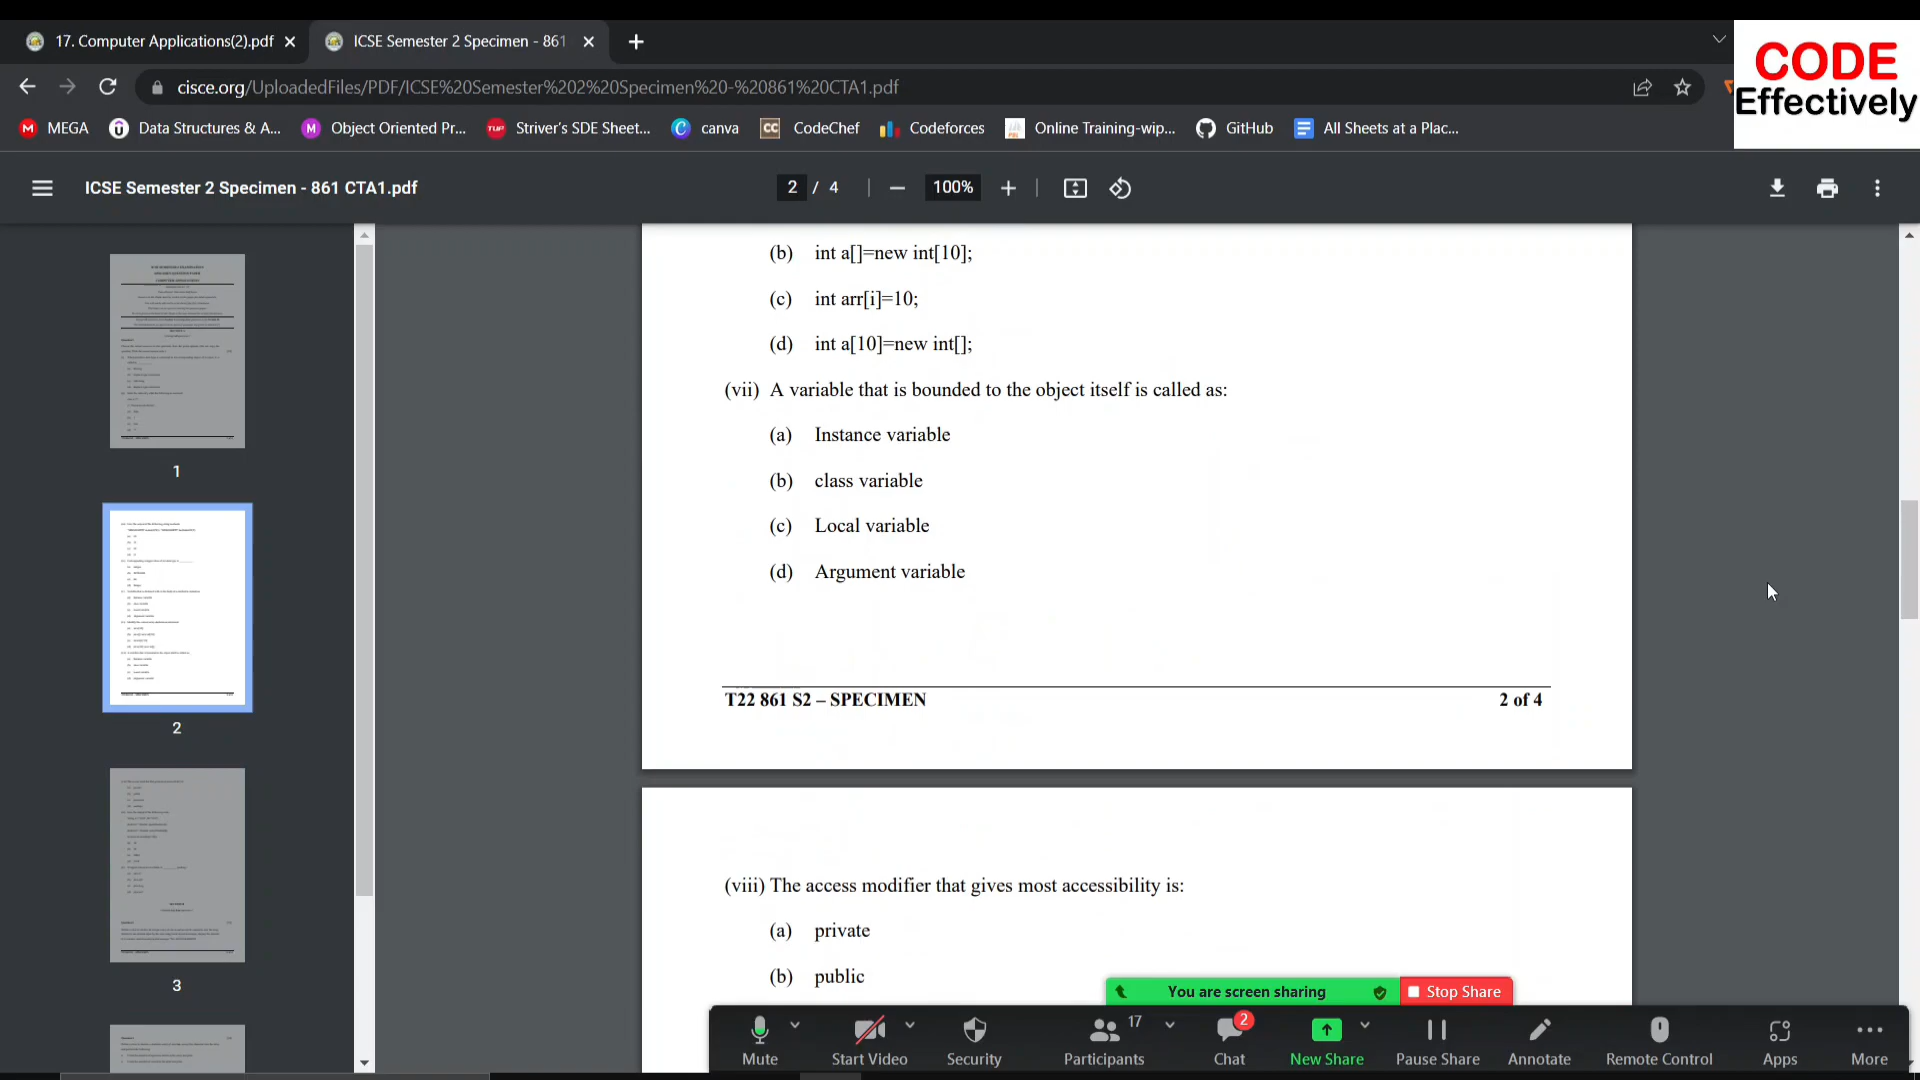 17. Computer Applications(2).pdf
ICSE Semester 2 Specimen - 861
CODE
Effectively
cisce.org/UploadedFiles/PDF/ICSE%20Semester%202%20Specimen%20-%20861%20CTA1.pdf
MEGA
Data Structures & A...
Object Oriented Pr...
TUF Striver's SDE Sheet...
canva
CC CodeChef
Codeforces
Online Training-wip...
GitHub
All Sheets at a Plac...
ICSE Semester 2 Specimen - 861 CTA1.pdf
2 / 4
100%
(b) int a[]=new int[10];
(c) int arr[i]=10;
(d) int a[10]=new int[];
(vii) A variable that is bounded to the object itself is called as:
(a) Instance variable
(b) class variable
(c) Local variable
(d) Argument variable
T22 861 S2 – SPECIMEN 2 of 4
(viii) The access modifier that gives most accessibility is:
(a) private
(b) public
1
2
3
You are screen sharing
Stop Share
Mute
Start Video
Security
17
Participants
2
Chat
New Share
Pause Share
Annotate
Remote Control
Apps
More